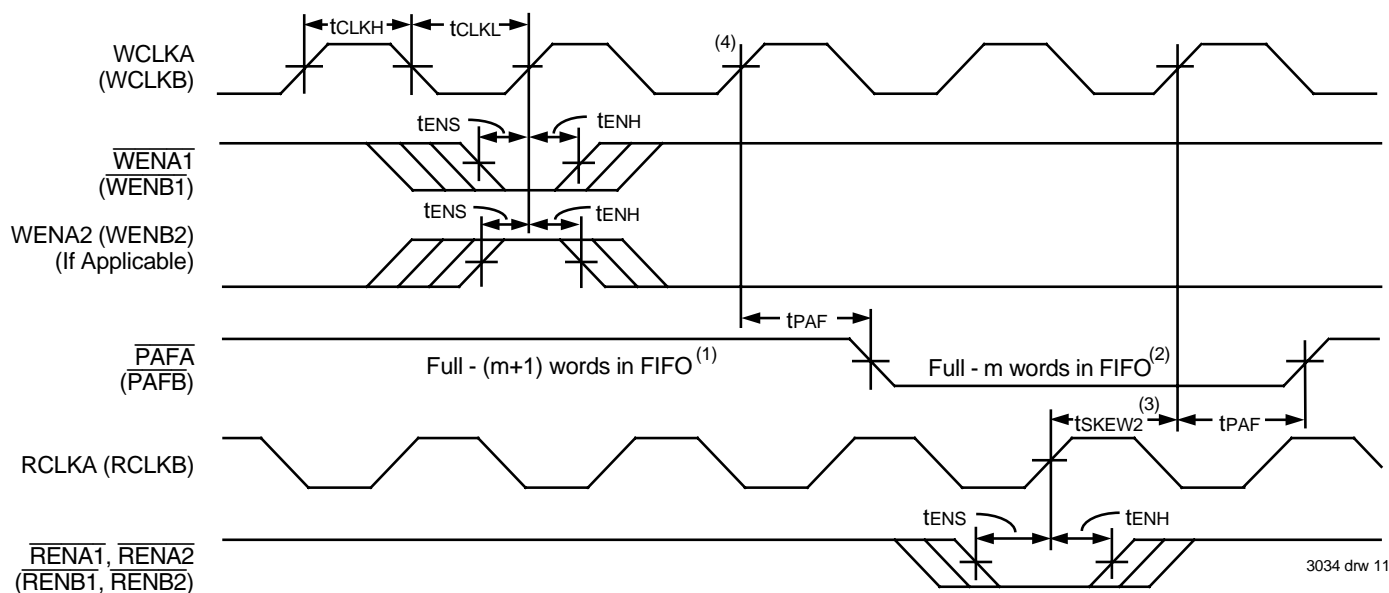 tCLKH tCLKL
(4)
WCLKA
(WCLKB)
tENS tENH
WENA1
(WENB1)
tENS tENH
WENA2 (WENB2)
(If Applicable)
tPAF
PAFA
(PAFB)
Full - (m+1) words in FIFO(1) Full - m words in FIFO(2)
tSKEW2(3) tPAF
RCLKA (RCLKB)
tENS tENH
RENA1, RENA2
(RENB1, RENB2)
3034 drw 11